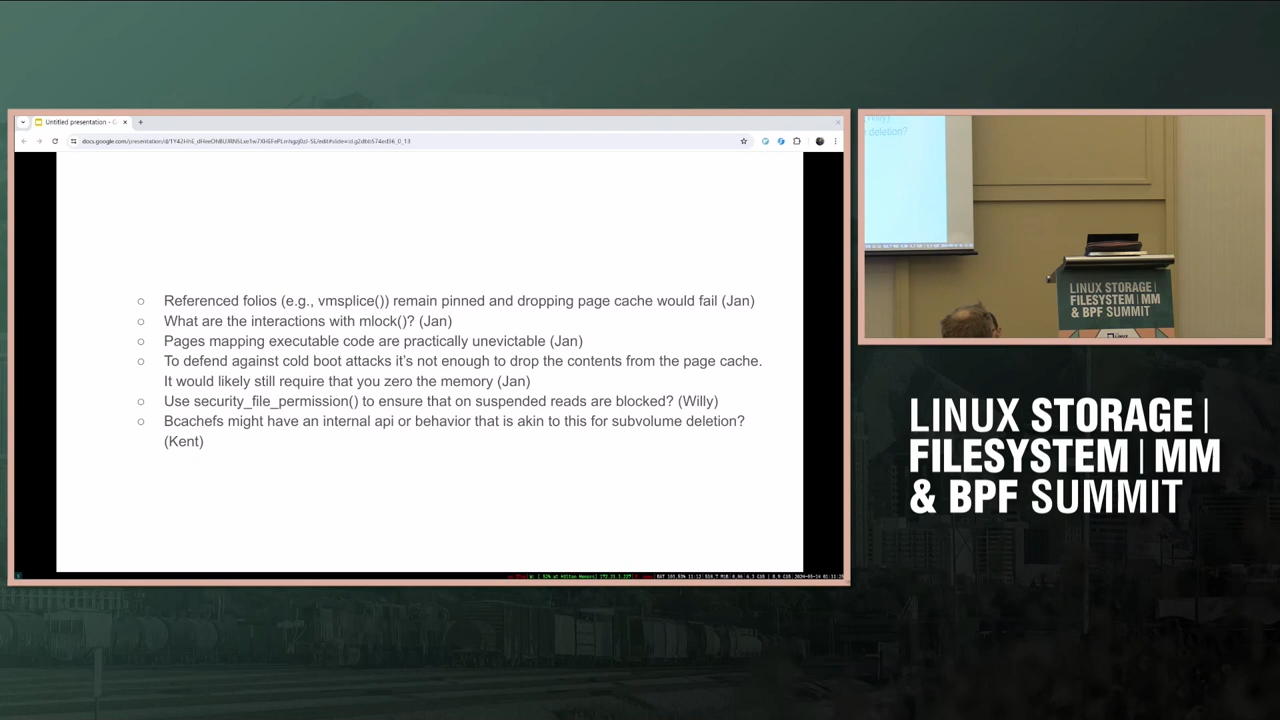 Untitled presentation - G
○ Referenced folios (e.g., vmsplice()) remain pinned and dropping page cache would fail (Jan)
○ What are the interactions with mlock()? (Jan)
○ Pages mapping executable code are practically unevictable (Jan)
○ To defend against cold boot attacks it's not enough to drop the contents from the page cache.
It would likely still require that you zero the memory (Jan)
○ Use security_file_permission() to ensure that on suspended reads are blocked? (Willy)
○ Bcachefs might have an internal api or behavior that is akin to this for subvolume deletion?
(Kent)
deletion?
LINUX STORAGE |
FILESYSTEM | MM
& BPF SUMMIT
LINUX STORAGE |
FILESYSTEM | MM
& BPF SUMMIT